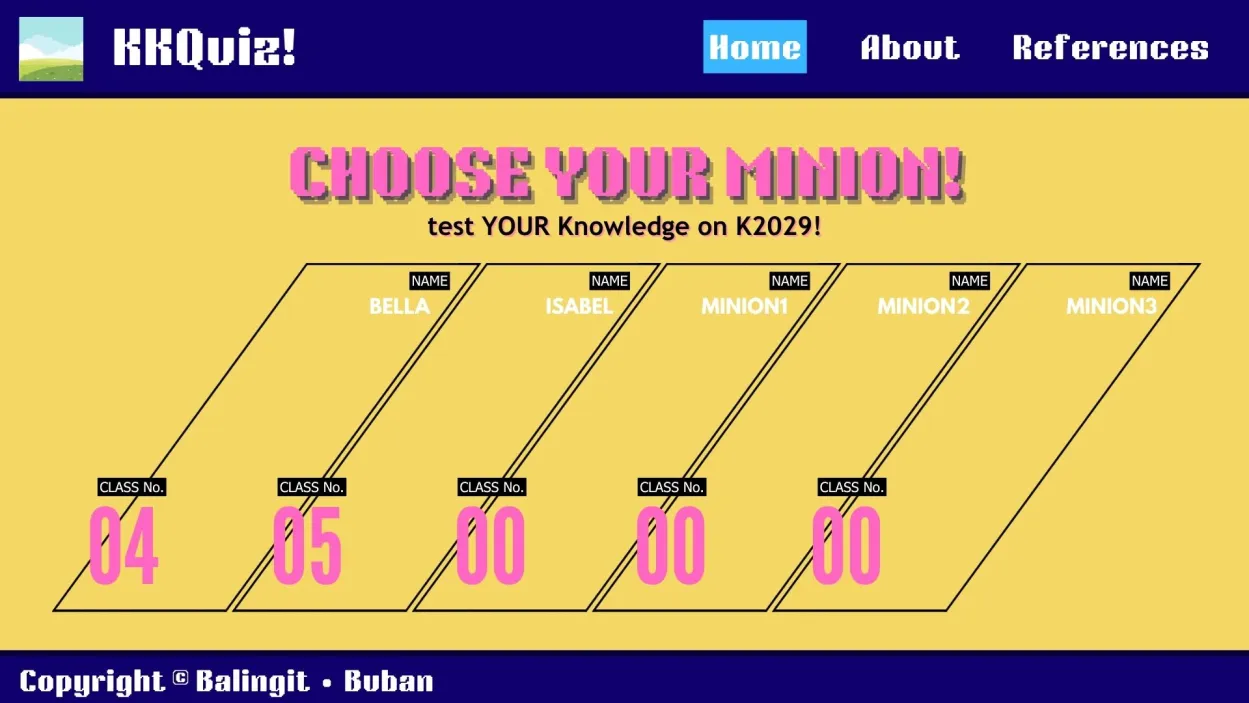 KKQuiz! Home About References
CHOOSE YOUR MINION!
test YOUR Knowledge on K2029!
NAME NAME NAME NAME NAME
BELLA ISABEL MINION1 MINION2 MINION3
CLASS No. CLASS No. CLASS No. CLASS No. CLASS No.
04 05 00 00 00
Copyright © Balingit • Buban